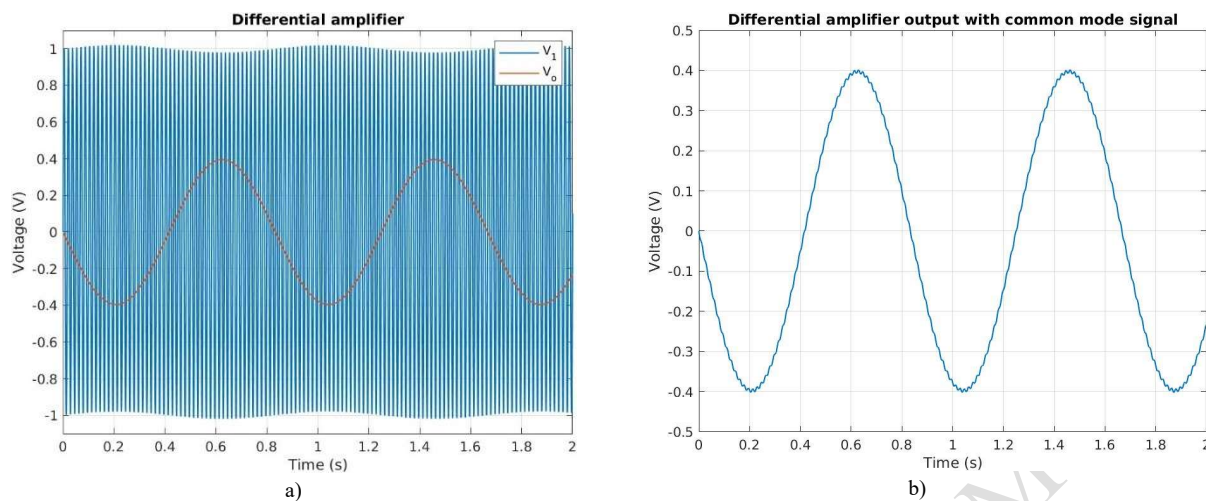 Differential amplifier
Voltage (V)
1
0.8
0.6
0.4
0.2
0
-0.2
-0.4
-0.6
-0.8
-1
V1
Vo
0 0.2 0.4 0.6 0.8 1 1.2 1.4 1.6 1.8 2
Time (s)
a)
Differential amplifier output with common mode signal
Voltage (V)
0.5
0.4
0.3
0.2
0.1
0
-0.1
-0.2
-0.3
-0.4
-0.5
0 0.2 0.4 0.6 0.8 1 1.2 1.4 1.6 1.8 2
Time (s)
b)